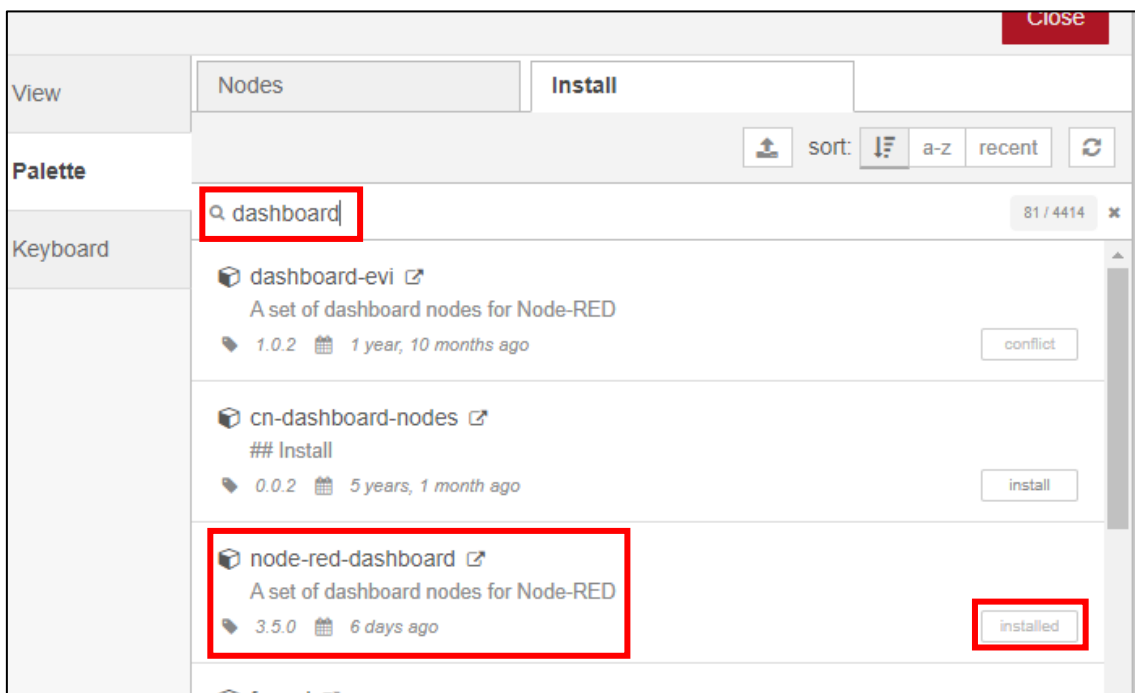 Close
View
Nodes
Install
sort:
a-z
recent
Palette
dashboard
81 / 4414
Keyboard
dashboard-evi
A set of dashboard nodes for Node-RED
1.0.2
1 year, 10 months ago
conflict
cn-dashboard-nodes
## Install
0.0.2
5 years, 1 month ago
install
node-red-dashboard
A set of dashboard nodes for Node-RED
3.5.0
6 days ago
installed